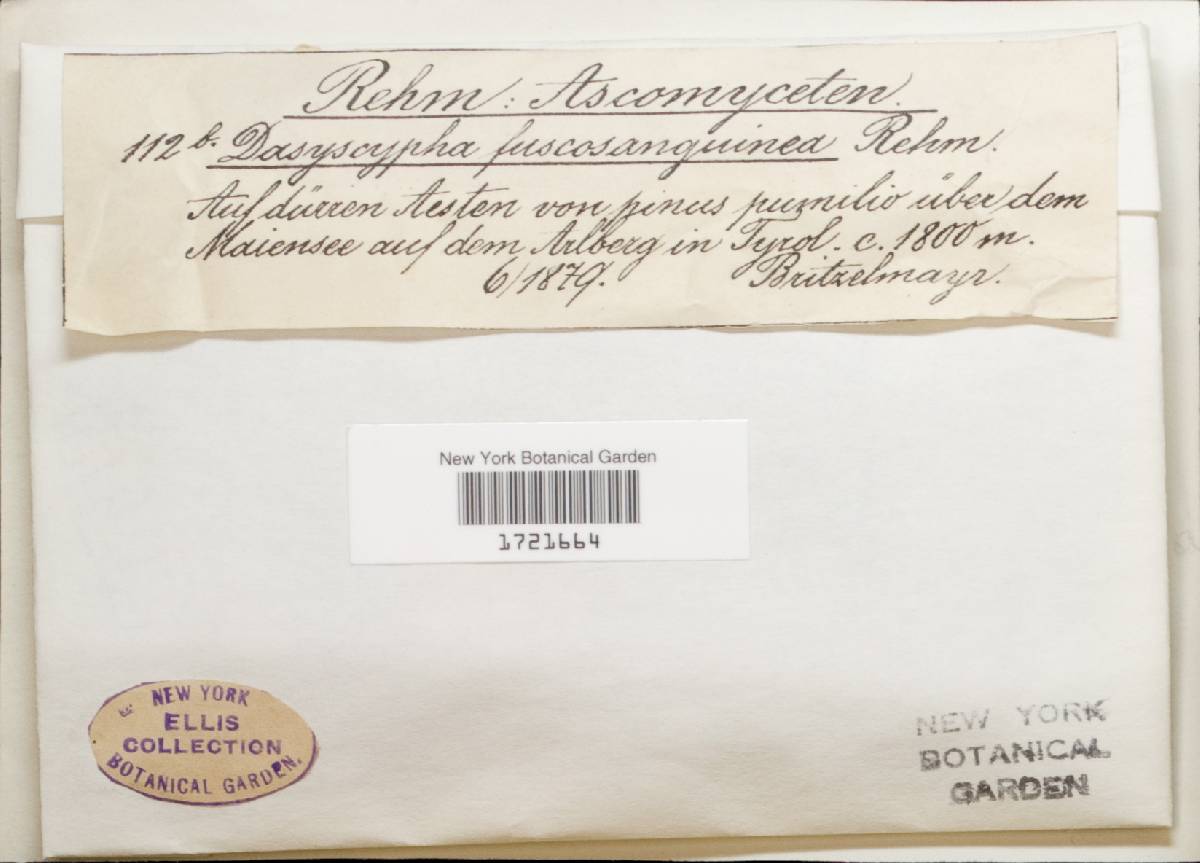 Rehm: Ascomyceten.
112 b. Dasyscypha fuscosanguinea Rehm.
Auf dürren Aesten von pinus pumilio über dem
Maiensee auf dem Arlberg in Tyrol. c. 1800 m.
6/1879. Britzelmayr.
New York Botanical Garden
1721664
NEW YORK
ELLIS
COLLECTION
BOTANICAL GARDEN.
NEW YORK
BOTANICAL
GARDEN